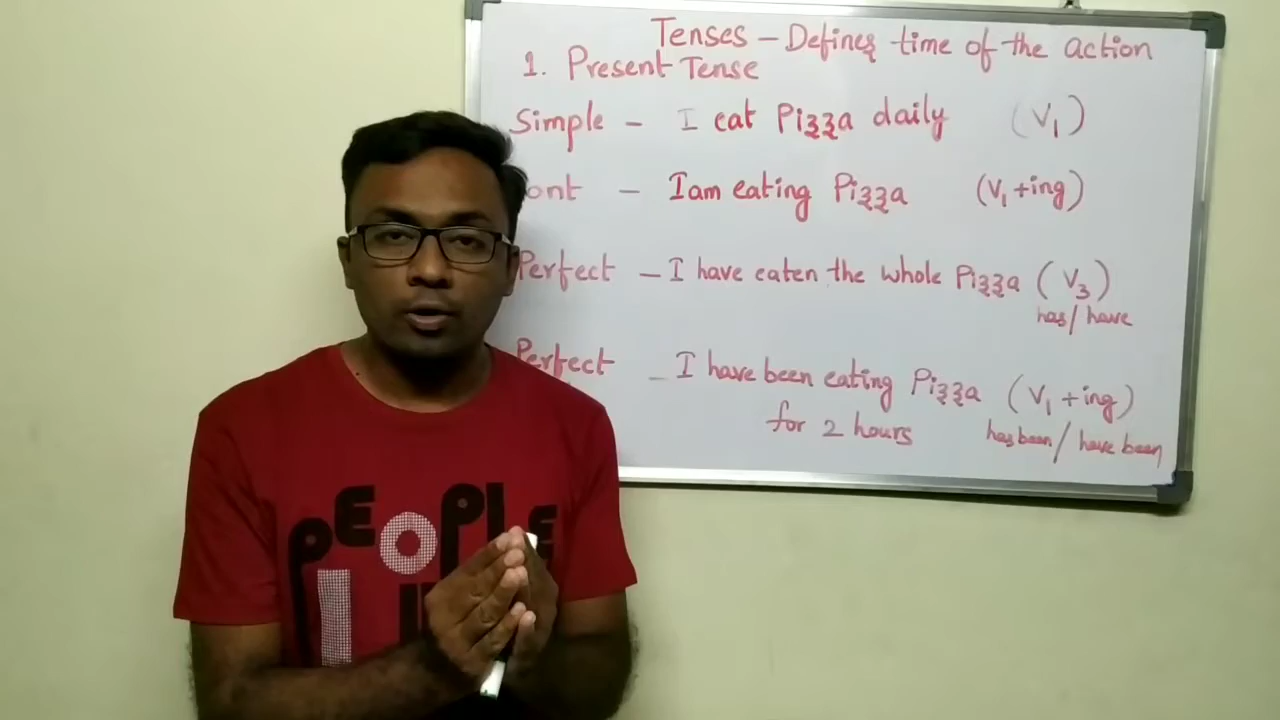 Tenses - Defines time of the action
1. Present Tense
Simple - I eat Pizza daily (V1)
ont - I am eating Pizza (V1+ing)
Perfect - I have eaten the whole Pizza (V3)
has/have
Perfect - I have been eating Pizza (V1+ing)
for 2 hours has been/have been
PEOPLE